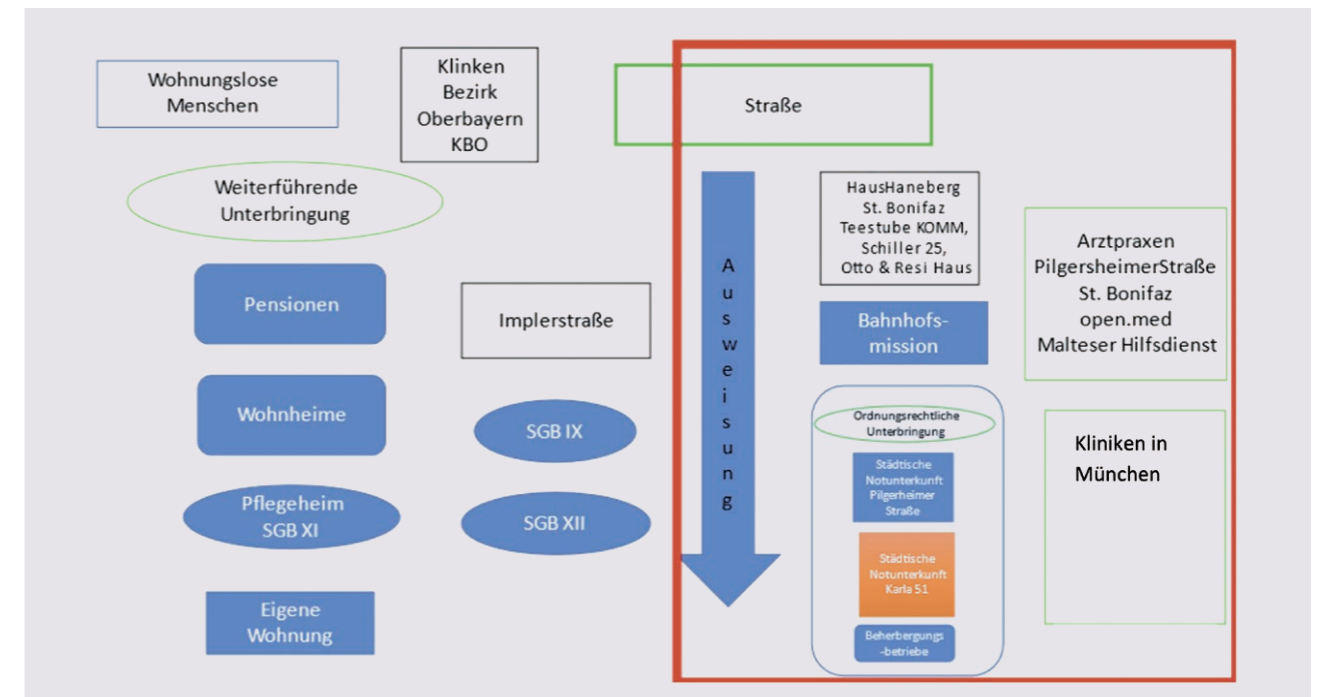 Wohnungslose
Menschen
Klinken
Bezirk
Oberbayern
KBO
Straße
Weiterführende
Unterbringung
Pensionen
Wohnheime
Pflegeheim
SGB XI
Eigene
Wohnung
Implerstraße
SGB IX
SGB XII
Ausweisung
HausHaneberg
St. Bonifaz
Teestube KOMM,
Schiller 25,
Otto & Resi Haus
Bahnhofs-
mission
Ordnungsrechtliche
Unterbringung
Städtische
Notunterkunft
Pilgerheimer
Straße
Städtische
Notunterkunft
Karla 51
Beherbergungs
-betriebe
Arztpraxen
PilgersheimerStraße
St. Bonifaz
open.med
Malteser Hilfsdienst
Kliniken in
München